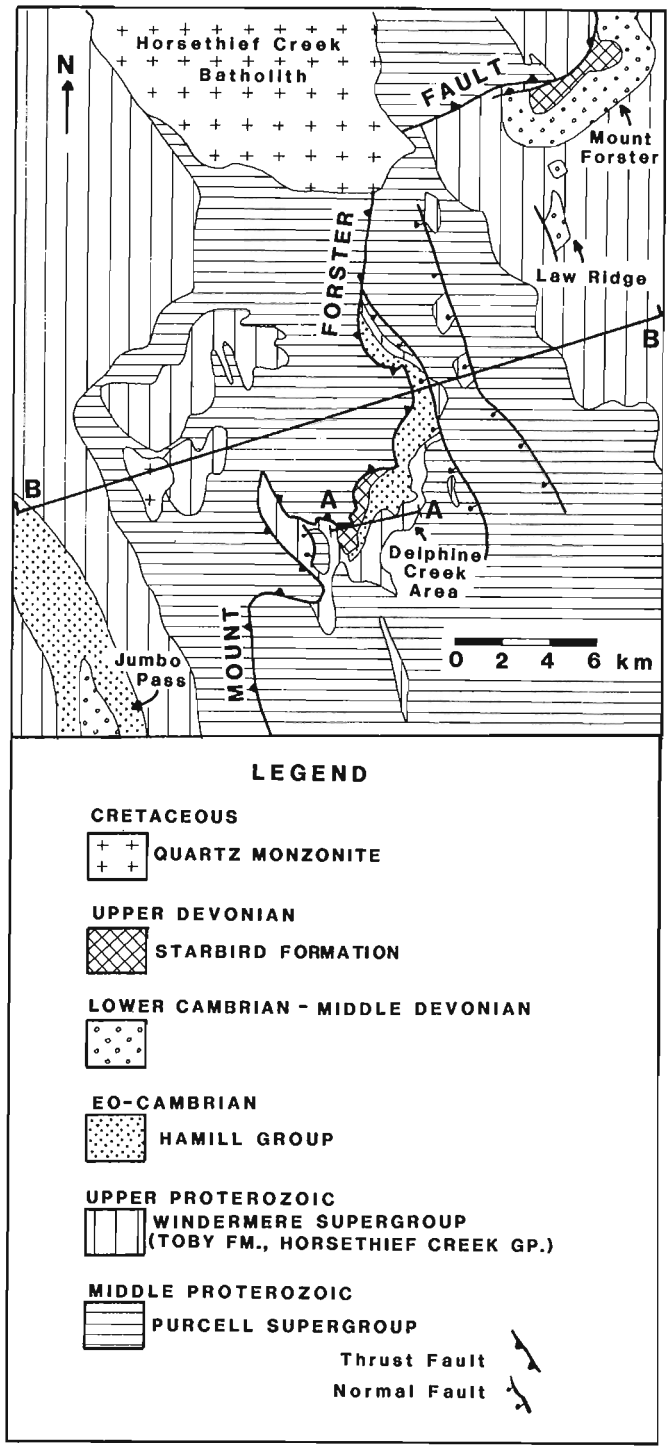 Horsethief Creek
Batholith
N
FAULT
Mount
Forster
FORSTER
Law Ridge
B
B
A
A
Delphine
Creek
Area
MOUNT
Jumbo
Pass
0 2 4 6 km
LEGEND
CRETACEOUS
QUARTZ MONZONITE
UPPER DEVONIAN
STARBIRD FORMATION
LOWER CAMBRIAN - MIDDLE DEVONIAN
EO-CAMBRIAN
HAMILL GROUP
UPPER PROTEROZOIC
WINDERMERE SUPERGROUP
(TOBY FM., HORSETHIEF CREEK GP.)
MIDDLE PROTEROZOIC
PURCELL SUPERGROUP
Thrust Fault
Normal Fault